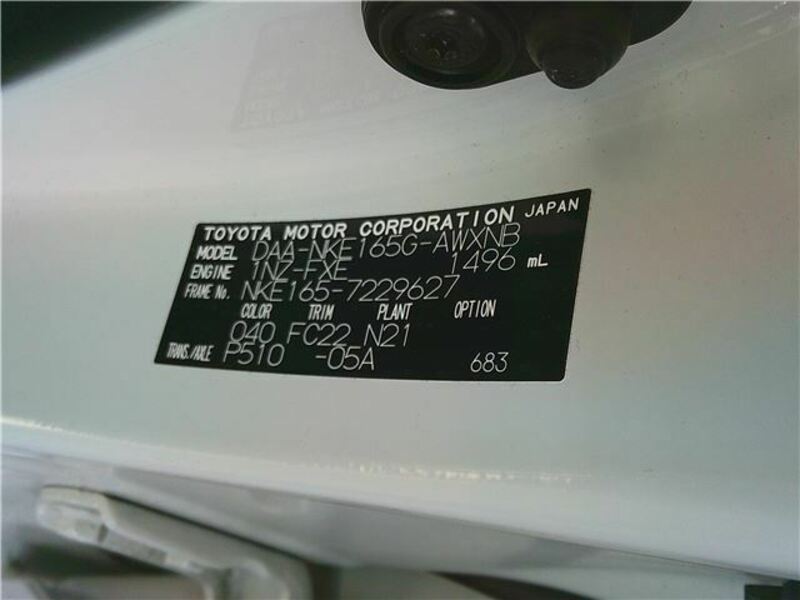 TOYOTA MOTOR CORPORATION JAPAN
MODEL DAA-NKE165G-AWXNB
ENGINE 1NZ-FXE 1496 mL
FRAME No. NKE165-7229627
COLOR TRIM PLANT OPTION
040 FC22 N21
TRANS./AXLE P510 -05A 683